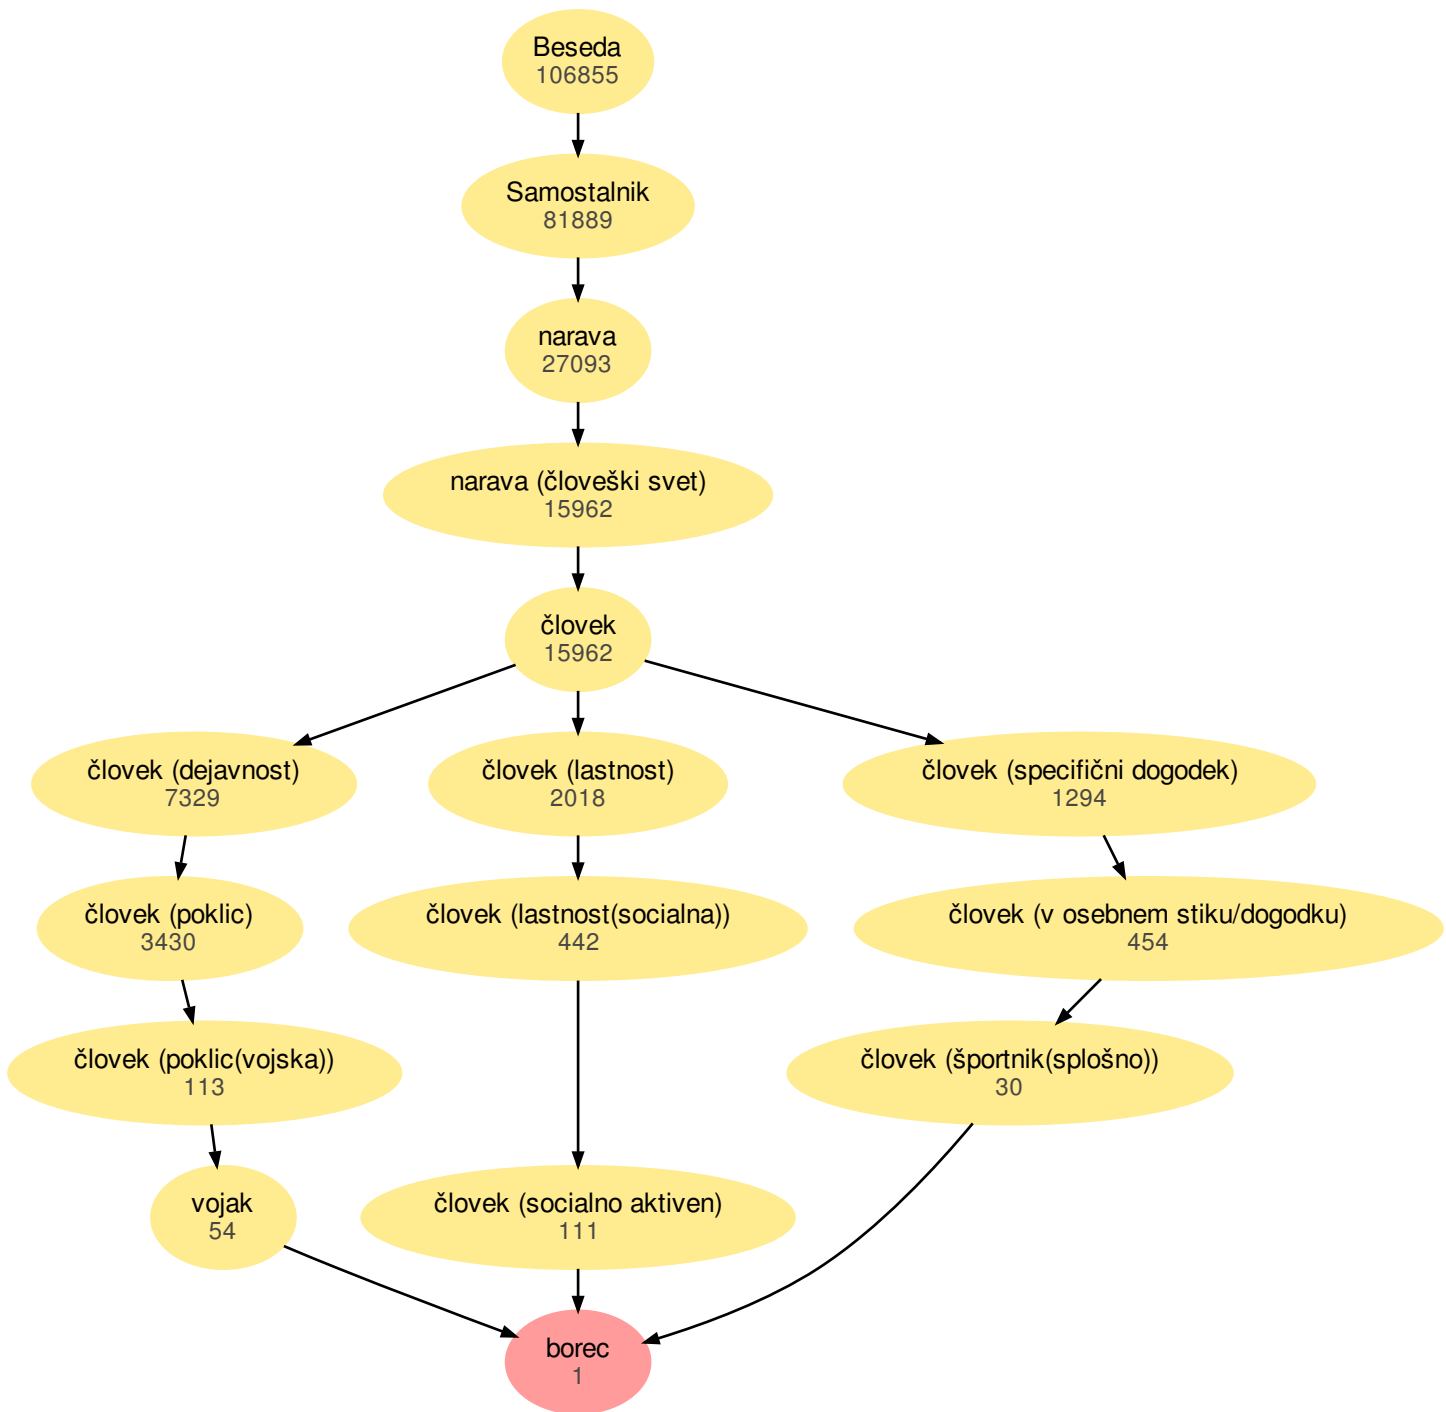 Beseda
106855
Samostalnik
81889
narava
27093
narava (človeški svet)
15962
človek
15962
človek (dejavnost)
7329
človek (lastnost)
2018
človek (specifični dogodek)
1294
človek (poklic)
3430
človek (lastnost(socialna))
442
človek (v osebnem stiku/dogodku)
454
človek (poklic(vojska))
113
človek (športnik(splošno))
30
vojak
54
človek (socialno aktiven)
111
borec
1